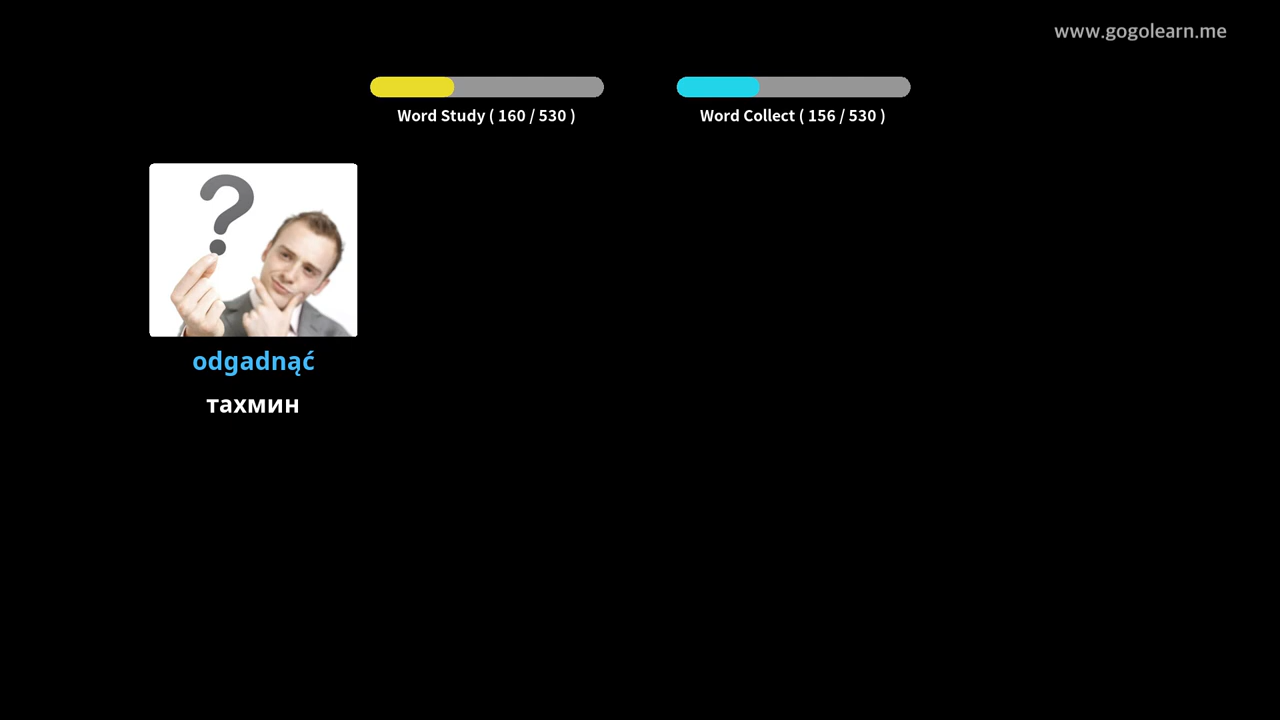 www.gogolearn.me
Word Study ( 160 / 530 )
Word Collect ( 156 / 530 )
?
odgadnąć
тахмин